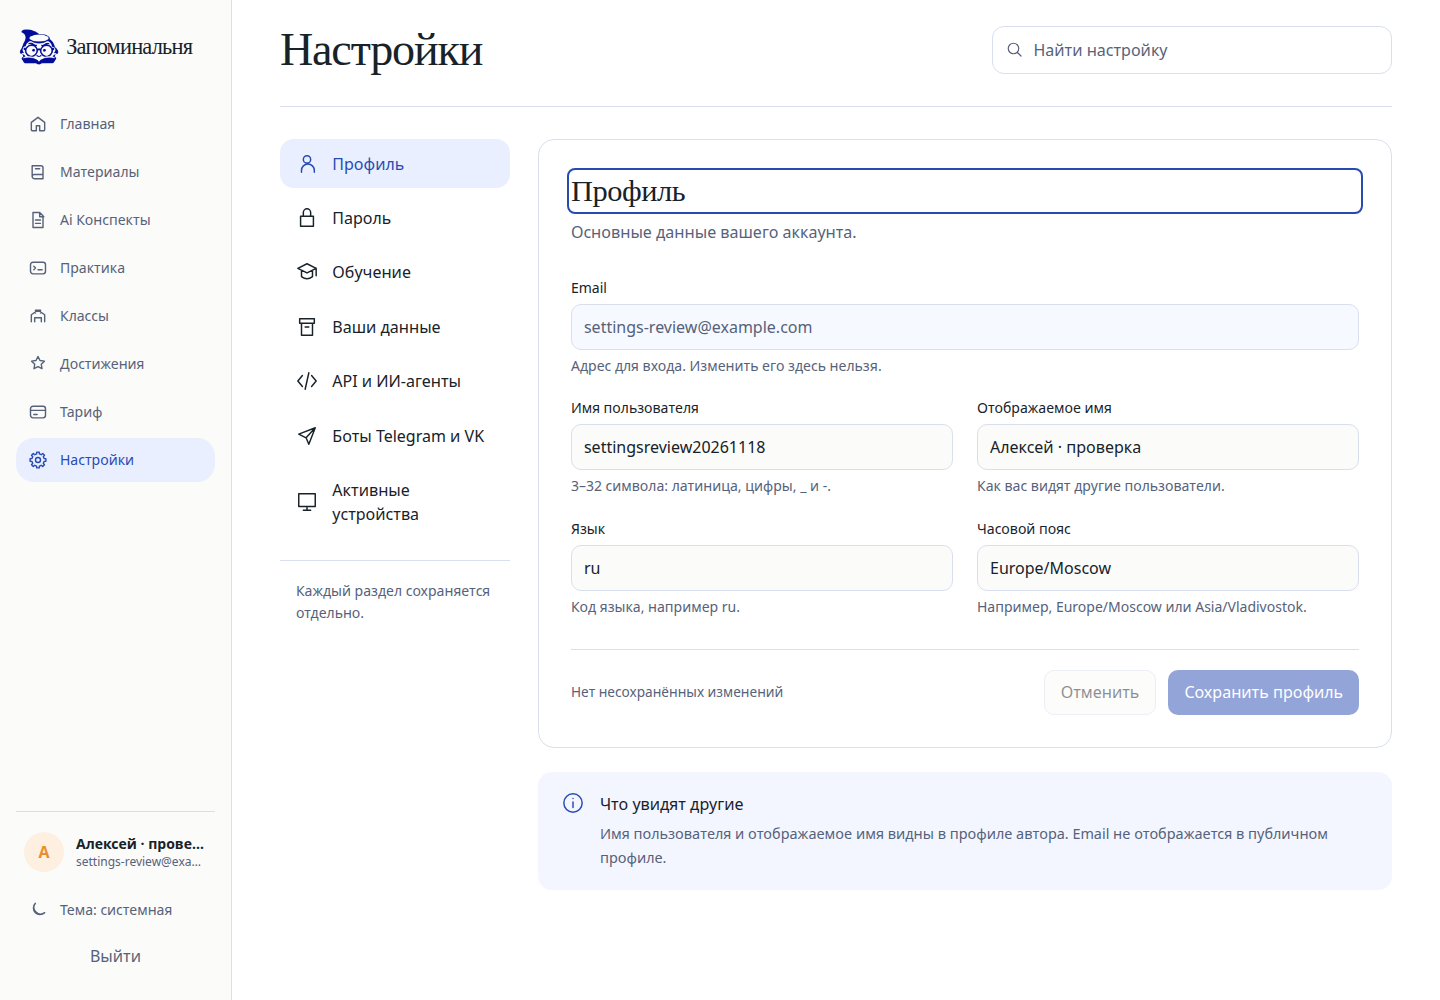 Запоминальня
Главная
Материалы
Ai Конспекты
Практика
Классы
Достижения
Тариф
Настройки
А
Алексей · прове...
settings-review@exa...
Тема: системная
Выйти
Настройки
Найти настройку
Профиль
Пароль
Обучение
Ваши данные
API и ИИ-агенты
Боты Telegram и VK
Активные
устройства
Каждый раздел сохраняется
отдельно.
Профиль
Основные данные вашего аккаунта.
Email
settings-review@example.com
Адрес для входа. Изменить его здесь нельзя.
Имя пользователя
settingsreview20261118
3–32 символа: латиница, цифры, _ и -.
Отображаемое имя
Алексей · проверка
Как вас видят другие пользователи.
Язык
ru
Код языка, например ru.
Часовой пояс
Europe/Moscow
Например, Europe/Moscow или Asia/Vladivostok.
Нет несохранённых изменений
Отменить
Сохранить профиль
Что увидят другие
Имя пользователя и отображаемое имя видны в профиле автора. Email не отображается в публичном
профиле.